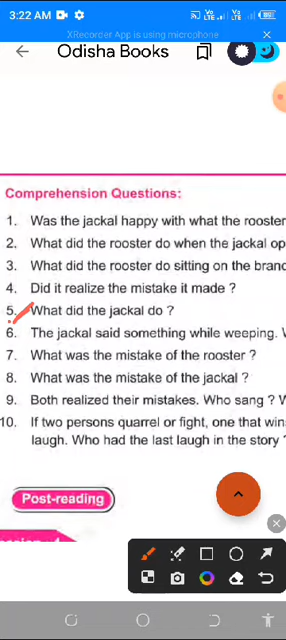 3:22 AM
XRecorder App is using microphone
Odisha Books
Comprehension Questions:
1. Was the jackal happy with what the rooster
2. What did the rooster do when the jackal op
3. What did the rooster do sitting on the bran
4. Did it realize the mistake it made ?
5. What did the jackal do ?
6. The jackal said something while weeping.
7. What was the mistake of the rooster ?
8. What was the mistake of the jackal ?
9. Both realized their mistakes. Who sang ?
10. If two persons quarrel or fight, one that win
laugh. Who had the last laugh in the story
Post-reading